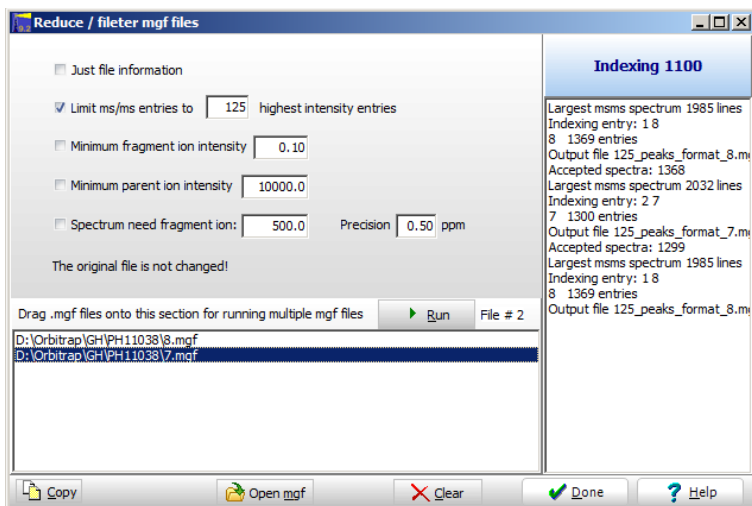 Reduce / fileter mgf files
Just file information
Limit ms/ms entries to 125 highest intensity entries
Minimum fragment ion intensity 0.10
Minimum parent ion intensity 10000.0
Spectrum need fragment ion: 500.0 Precision 0.50 ppm
The original file is not changed!
Drag .mgf files onto this section for running multiple mgf files Run File # 2
D:\Orbitrap\GH\PH11038\8.mgf
D:\Orbitrap\GH\PH11038\7.mgf
Indexing 1100
Largest msms spectrum 1985 lines
Indexing entry: 1 8
8 1369 entries
Output file 125_peaks_format_8.m
Accepted spectra: 1368
Largest msms spectrum 2032 lines
Indexing entry: 2 7
7 1300 entries
Output file 125_peaks_format_7.m
Accepted spectra: 1299
Largest msms spectrum 1985 lines
Indexing entry: 1 8
8 1369 entries
Output file 125_peaks_format_8.m
Copy Open mgf Clear Done Help